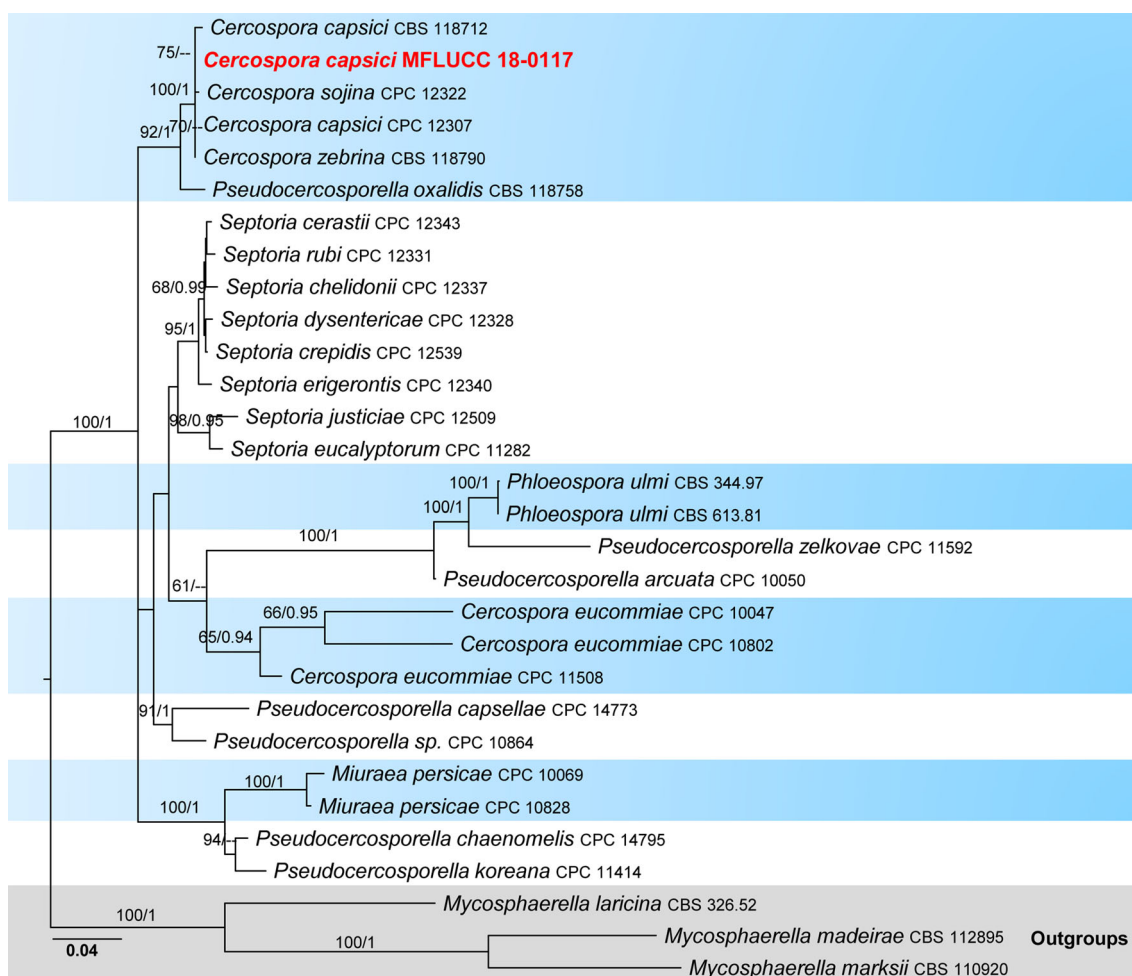 Cercospora capsici CBS 118712
75/--
Cercospora capsici MFLUCC 18-0117
100/1
Cercospora sojina CPC 12322
92/1
70/--
Cercospora capsici CPC 12307
Cercospora zebrina CBS 118790
Pseudocercosporella oxalidis CBS 118758
Septoria cerastii CPC 12343
Septoria rubi CPC 12331
68/0.99
Septoria chelidonii CPC 12337
Septoria dysentericae CPC 12328
95/1
Septoria crepidis CPC 12539
Septoria erigerontis CPC 12340
100/1
98/0.95
Septoria justiciae CPC 12509
Septoria eucalyptorum CPC 11282
100/1
Phloeospora ulmi CBS 344.97
100/1
Phloeospora ulmi CBS 613.81
100/1
Pseudocercosporella zelkovae CPC 11592
61/--
Pseudocercosporella arcuata CPC 10050
66/0.95
Cercospora eucommiae CPC 10047
65/0.94
Cercospora eucommiae CPC 10802
Cercospora eucommiae CPC 11508
91/1
Pseudocercosporella capsellae CPC 14773
Pseudocercosporella sp. CPC 10864
100/1
Miuraea persicae CPC 10069
100/1
Miuraea persicae CPC 10828
94/--
Pseudocercosporella chaenomelis CPC 14795
Pseudocercosporella koreana CPC 11414
100/1
Mycosphaerella laricina CBS 326.52
0.04
100/1
Mycosphaerella madeirae CBS 112895
Outgroups
Mycosphaerella marksii CBS 110920